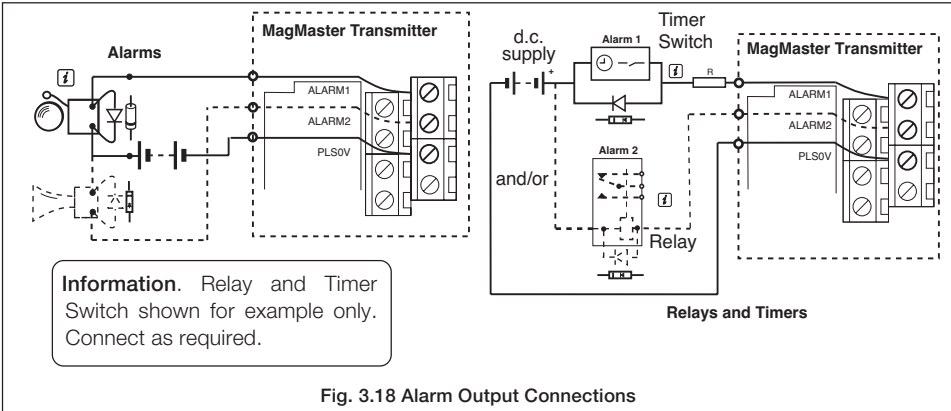 Alarms
i
MagMaster Transmitter
ALARM1
ALARM2
PLS0V
Information. Relay and Timer
Switch shown for example only.
Connect as required.
d.c.
supply
+
Alarm 1
Timer
Switch
i
R
MagMaster Transmitter
ALARM1
ALARM2
PLS0V
and/or
Alarm 2
i
Relay
Relays and Timers
Fig. 3.18 Alarm Output Connections